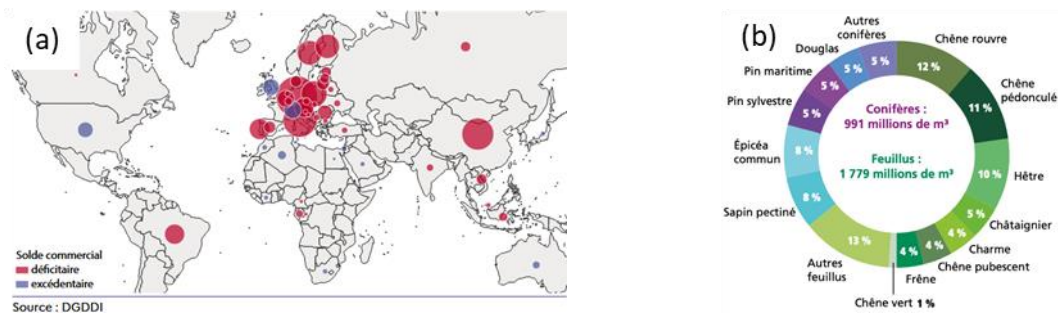 (a)
Solde commercial
déficitaire
excédentaire
Source : DGDDI
(b)
Autres
conifères
Chêne rouvre
Douglas
Pin maritime
Chêne
pédonculé
Pin sylvestre
Épicéa
commun
Hêtre
Sapin pectiné
Châtaignier
Charme
Autres
feuillus
Chêne pubescent
Frêne
Chêne vert 1 %
5 %
5 %
12 %
5 %
11 %
5 %
Conifères :
991 millions de m³
8 %
Feuillus :
1 779 millions de m³
10 %
8 %
5 %
13 %
4 %
4 %
4 %